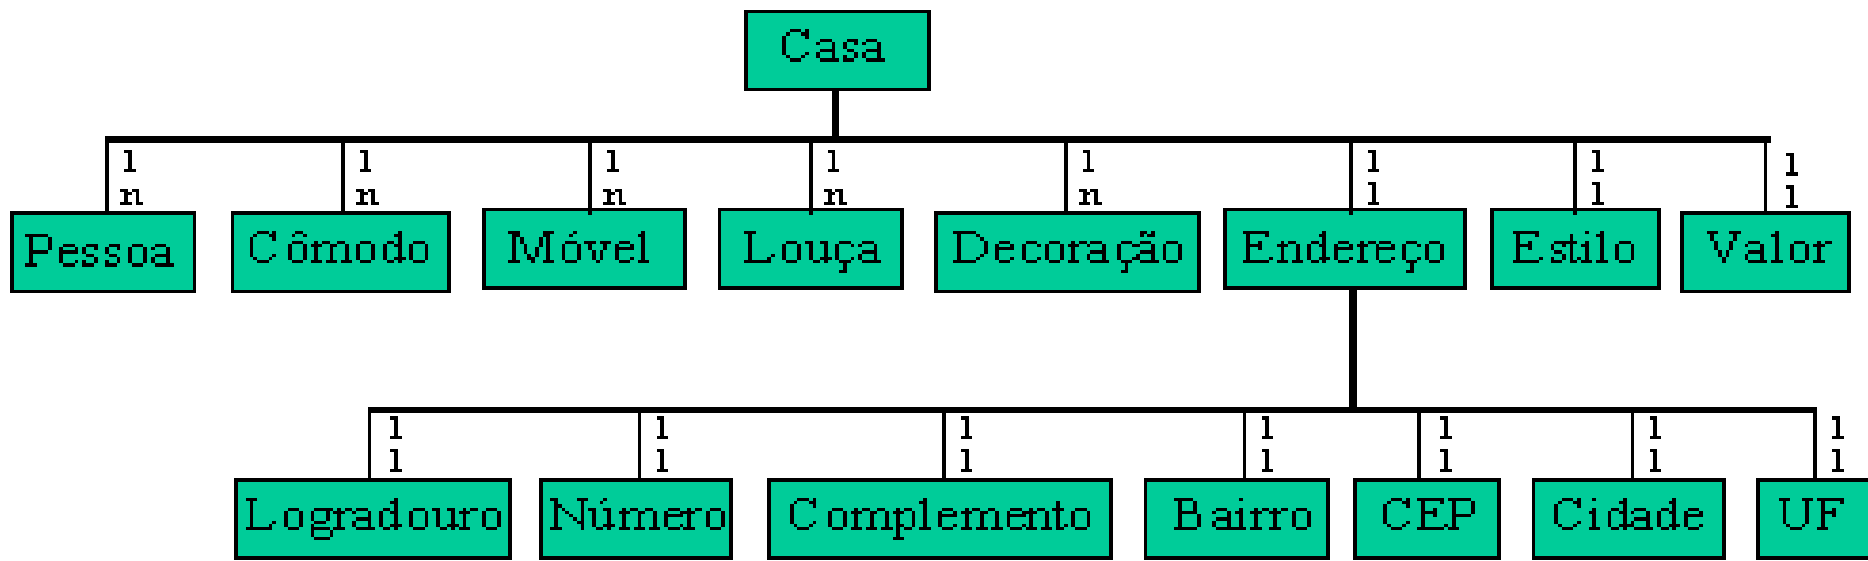 Casa
1 1 1 1 1 1 1 1
n n n n n 1 1 1
Pessoa Cômodo Móvel Louça Decoração Endereço Estilo Valor
1 1 1 1 1 1 1
1 1 1 1 1 1 1
Logradouro Número Complemento Bairro CEP Cidade UF